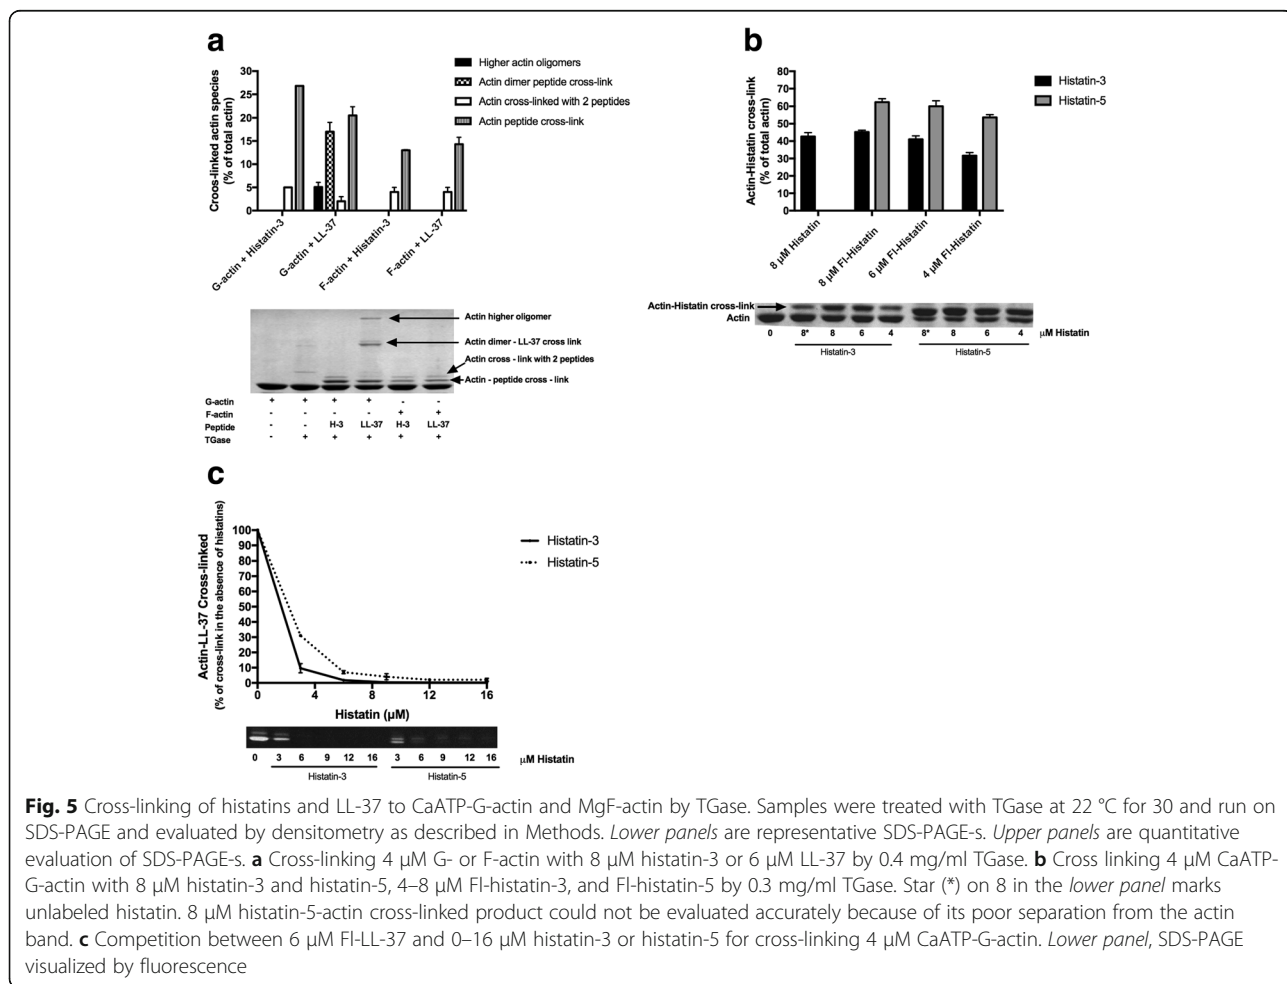 a
Croos-linked actin species
(% of total actin)
30
25
20
15
10
5
0
G-actin + Histatin-3
G-actin + LL-37
F-actin + Histatin-3
F-actin + LL-37
Higher actin oligomers
Actin dimer peptide cross-link
Actin cross-linked with 2 peptides
Actin peptide cross-link
Actin higher oligomer
Actin dimer - LL-37 cross link
Actin cross - link with 2 peptides
Actin - peptide cross - link
G-actin + + + + - -
F-actin - - - - + +
Peptide - - H-3 LL-37 H-3 LL-37
TGase - + + + + +
b
Actin-Histatin cross-link
(% of total actin)
80
70
60
50
40
30
20
10
0
8 µM Histatin
8 µM Fl-Histatin
6 µM Fl-Histatin
4 µM Fl-Histatin
Histatin-3
Histatin-5
Actin-Histatin cross-link
Actin
0 8* 8 6 4 8* 8 6 4 µM Histatin
Histatin-3 Histatin-5
c
Actin-LL-37 Cross-linked
(% of cross-link in the absence of histatins)
100
90
80
70
60
50
40
30
20
10
0
0 4 8 12 16
Histatin (µM)
Histatin-3
Histatin-5
0 3 6 9 12 16 3 6 9 12 16 µM Histatin
Histatin-3 Histatin-5
Fig. 5 Cross-linking of histatins and LL-37 to CaATP-G-actin and MgF-actin by TGase. Samples were treated with TGase at 22 °C for 30 and run on
SDS-PAGE and evaluated by densitometry as described in Methods. Lower panels are representative SDS-PAGE-s. Upper panels are quantitative
evaluation of SDS-PAGE-s. a Cross-linking 4 µM G- or F-actin with 8 µM histatin-3 or 6 µM LL-37 by 0.4 mg/ml TGase. b Cross linking 4 µM CaATP-
G-actin with 8 µM histatin-3 and histatin-5, 4–8 µM Fl-histatin-3, and Fl-histatin-5 by 0.3 mg/ml TGase. Star (*) on 8 in the lower panel marks
unlabeled histatin. 8 µM histatin-5-actin cross-linked product could not be evaluated accurately because of its poor separation from the actin
band. c Competition between 6 µM Fl-LL-37 and 0–16 µM histatin-3 or histatin-5 for cross-linking 4 µM CaATP-G-actin. Lower panel, SDS-PAGE
visualized by fluorescence